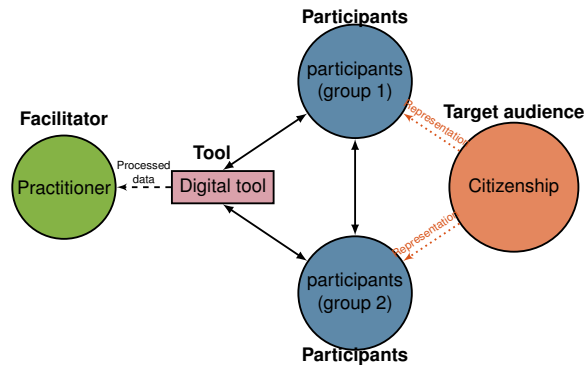 Participants
participants
(group 1)
Representation
Target audience
Facilitator
Tool
Processed
data
Practitioner
Digital tool
Citizenship
Representation
participants
(group 2)
Participants